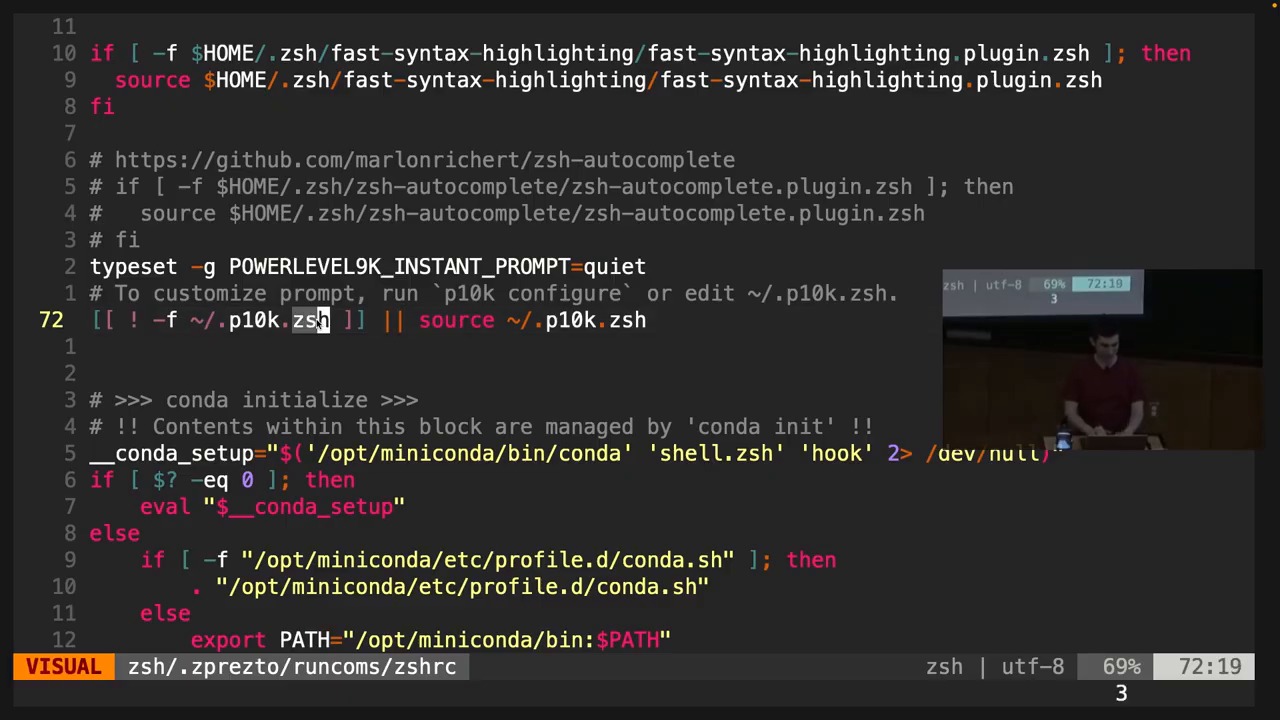 11
10 if [ -f $HOME/.zsh/fast-syntax-highlighting/fast-syntax-highlighting.plugin.zsh ]; then
9 source $HOME/.zsh/fast-syntax-highlighting/fast-syntax-highlighting.plugin.zsh
8 fi
7
6 # https://github.com/marlonrichert/zsh-autocomplete
5 # if [ -f $HOME/.zsh/zsh-autocomplete/zsh-autocomplete.plugin.zsh ]; then
4 #   source $HOME/.zsh/zsh-autocomplete/zsh-autocomplete.plugin.zsh
3 # fi
2 typeset -g POWERLEVEL9K_INSTANT_PROMPT=quiet
1 # To customize prompt, run `p10k configure` or edit ~/.p10k.zsh.
72 [[ ! -f ~/.p10k.zsh ]] || source ~/.p10k.zsh
1
2
3 # >>> conda initialize >>>
4 # !! Contents within this block are managed by 'conda init' !!
5 __conda_setup="$('/opt/miniconda/bin/conda' 'shell.zsh' 'hook' 2> /dev/null)"
6 if [ $? -eq 0 ]; then
7 eval "$__conda_setup"
8 else
9 if [ -f "/opt/miniconda/etc/profile.d/conda.sh" ]; then
10 . "/opt/miniconda/etc/profile.d/conda.sh"
11 else
12 export PATH="/opt/miniconda/bin:$PATH"
VISUAL zsh/.zprezto/runcoms/zshrc zsh | utf-8 69% 72:19
3
zsh | utf-8 69% 72:19
3